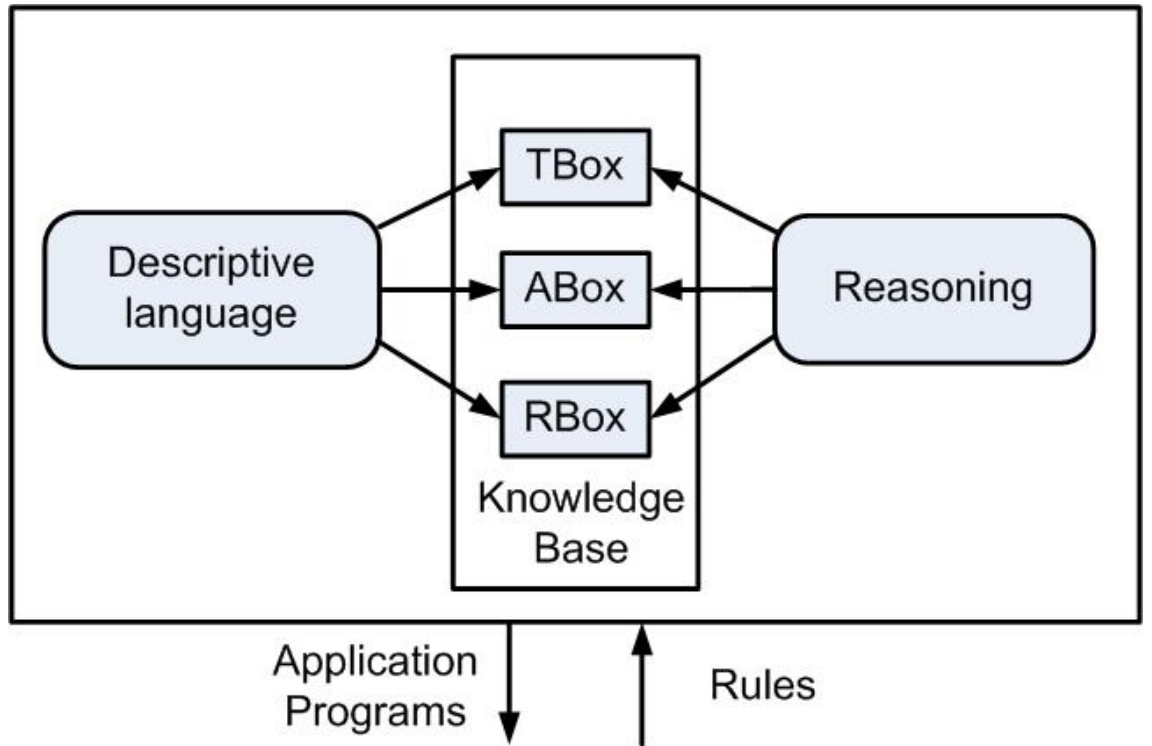 TBox
Descriptive
language
ABox
Reasoning
RBox
Knowledge
Base
Application
Programs
Rules